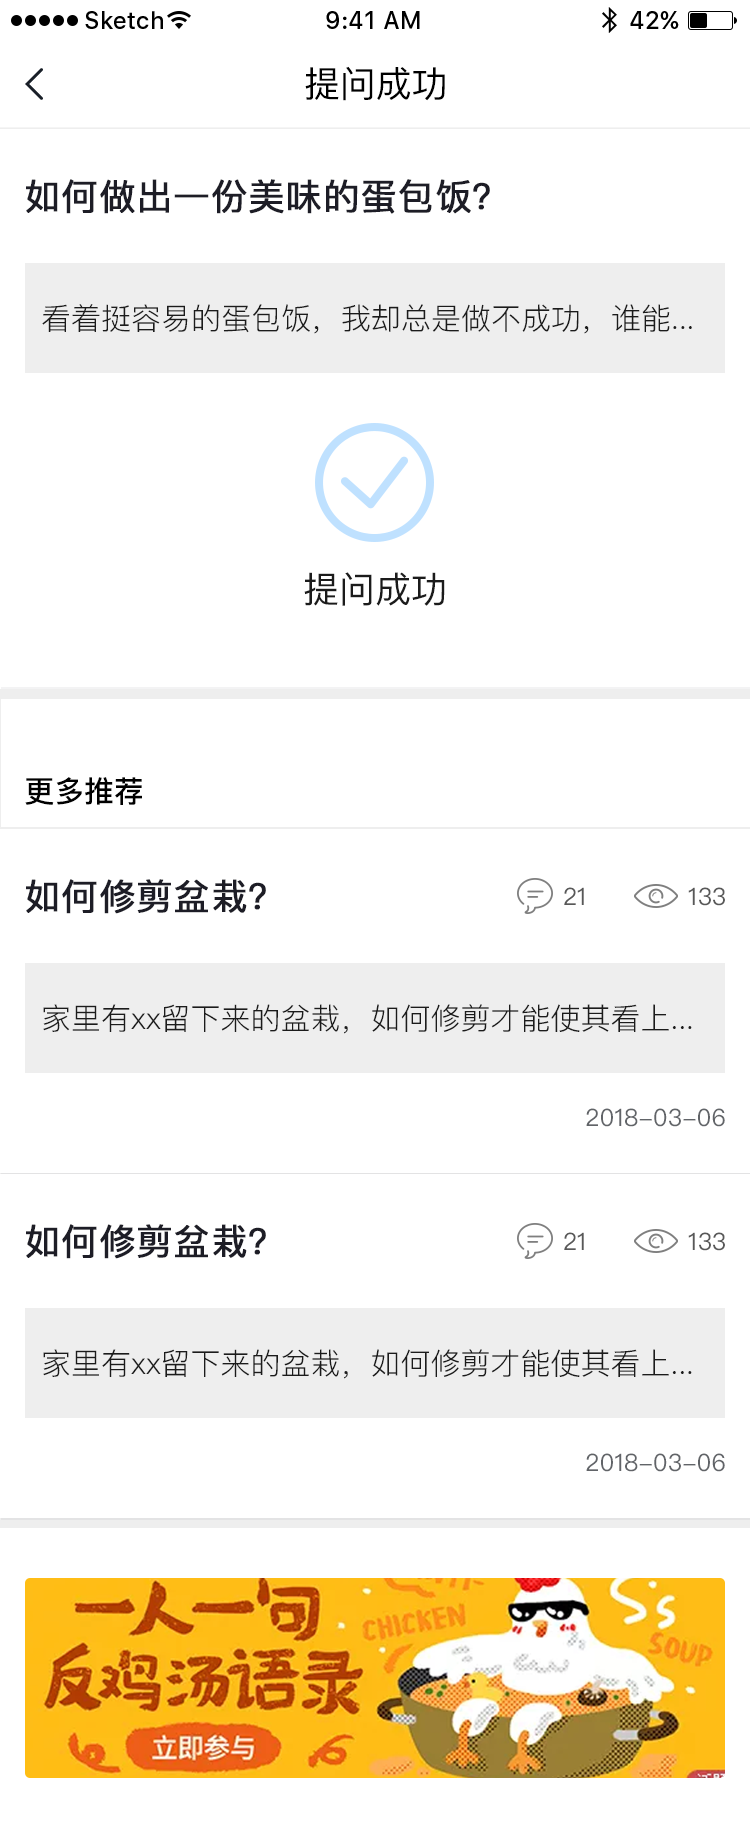 Sketch 9:41 AM 42%
提问成功
如何做出一份美味的蛋包饭?
看着挺容易的蛋包饭，我却总是做不成功，谁能...
提问成功
更多推荐
如何修剪盆栽? 21 133
家里有xx留下来的盆栽，如何修剪才能使其看上...
2018-03-06
如何修剪盆栽? 21 133
家里有xx留下来的盆栽，如何修剪才能使其看上...
2018-03-06
一人一句
反鸡汤语录
立即参与
CHICKEN
S's
SOUP